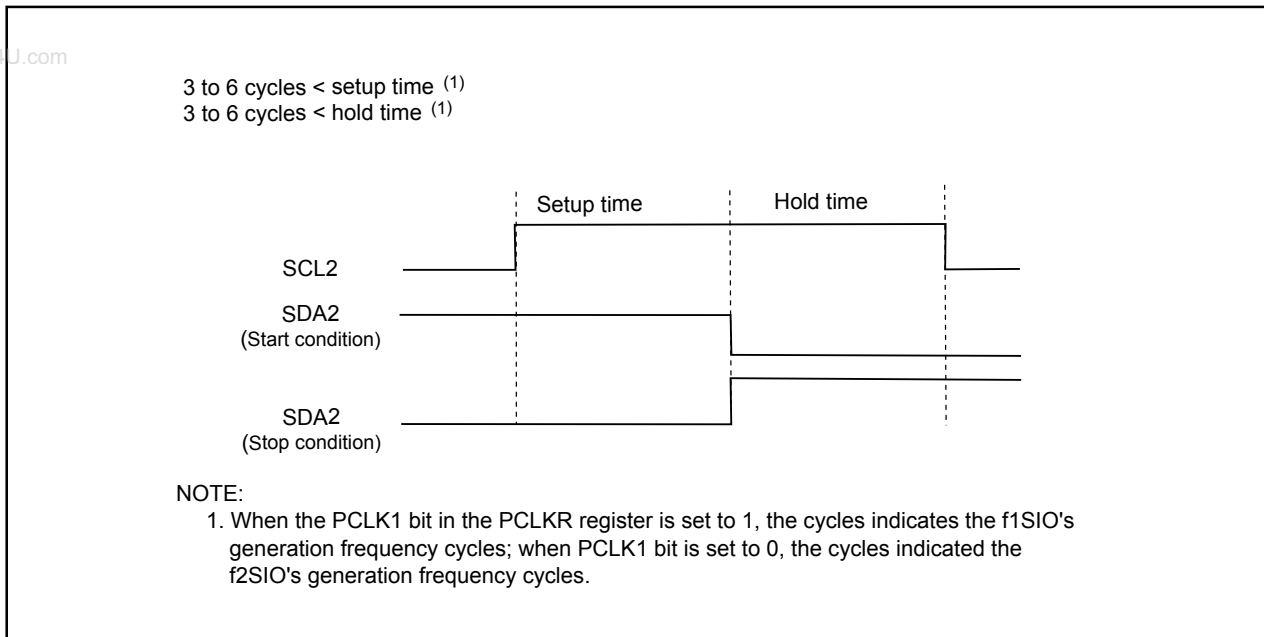 4U.com
3 to 6 cycles < setup time (1)
3 to 6 cycles < hold time (1)
Setup time
Hold time
SCL2
SDA2
(Start condition)
SDA2
(Stop condition)
NOTE:
1. When the PCLK1 bit in the PCLKR register is set to 1, the cycles indicates the f1SIO's
generation frequency cycles; when PCLK1 bit is set to 0, the cycles indicated the
f2SIO's generation frequency cycles.